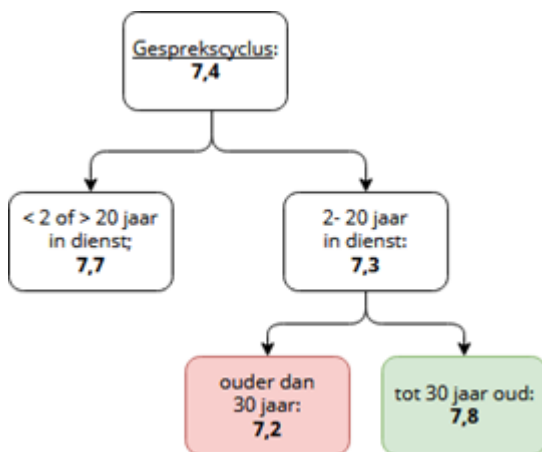 Gesprekscyclus:
7,4
< 2 of > 20 jaar
in dienst;
7,7
2- 20 jaar
in dienst:
7,3
ouder dan
30 jaar:
7,2
tot 30 jaar oud:
7,8